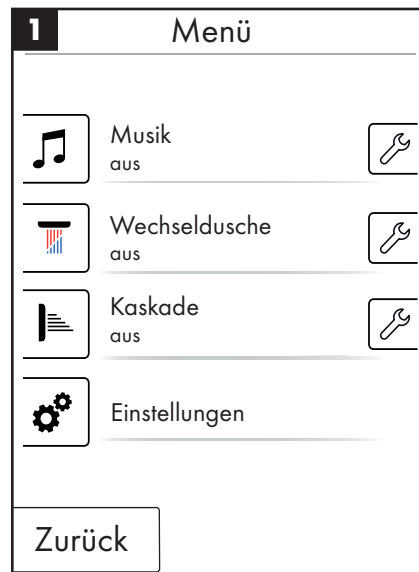 1
Menü
Musik
aus
Wechseldusche
aus
Kaskade
aus
Einstellungen
Zurück